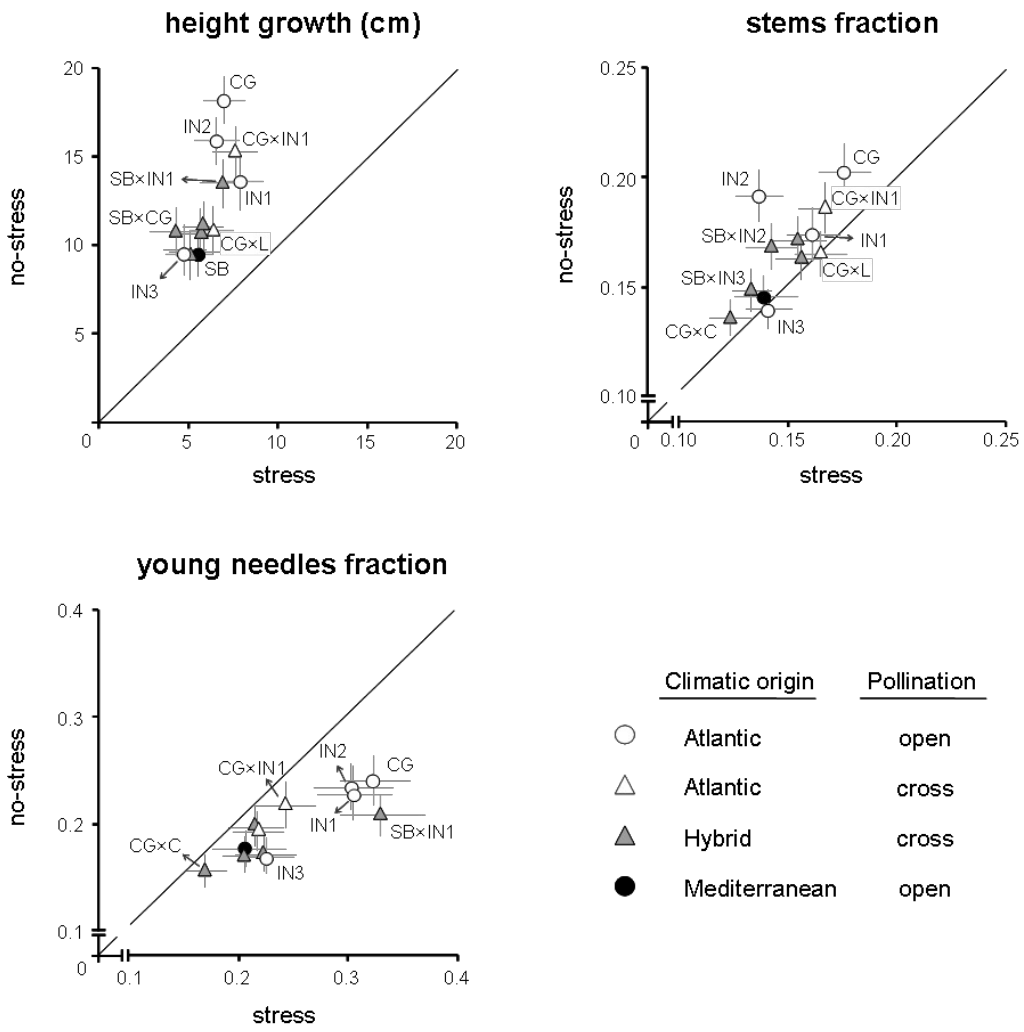 height growth (cm)
20
15
10
5
0
5
10
15
20
no-stress
stress
CG
IN2
CG×IN1
SB×IN1
IN1
SB×CG
CG×L
SB
IN3
stems fraction
0.25
0.20
0.15
0.10
0
0.10
0.15
0.20
0.25
no-stress
stress
CG
IN2
CG×IN1
SB×IN2
IN1
CG×L
SB×IN3
IN3
CG×C
young needles fraction
0.4
0.3
0.2
0.1
0
0.1
0.2
0.3
0.4
no-stress
stress
IN2
CG
CG×IN1
IN1
SB×IN1
CG×C
IN3
Climatic origin Pollination
Atlantic open
Atlantic cross
Hybrid cross
Mediterranean open